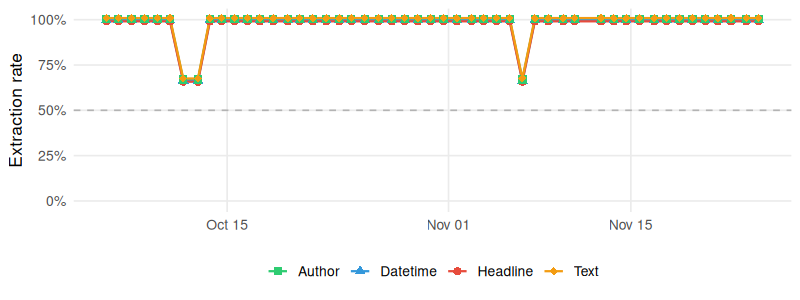 100%
75%
50%
25%
0%
Extraction rate
Oct 15 Nov 01 Nov 15
Author Datetime Headline Text